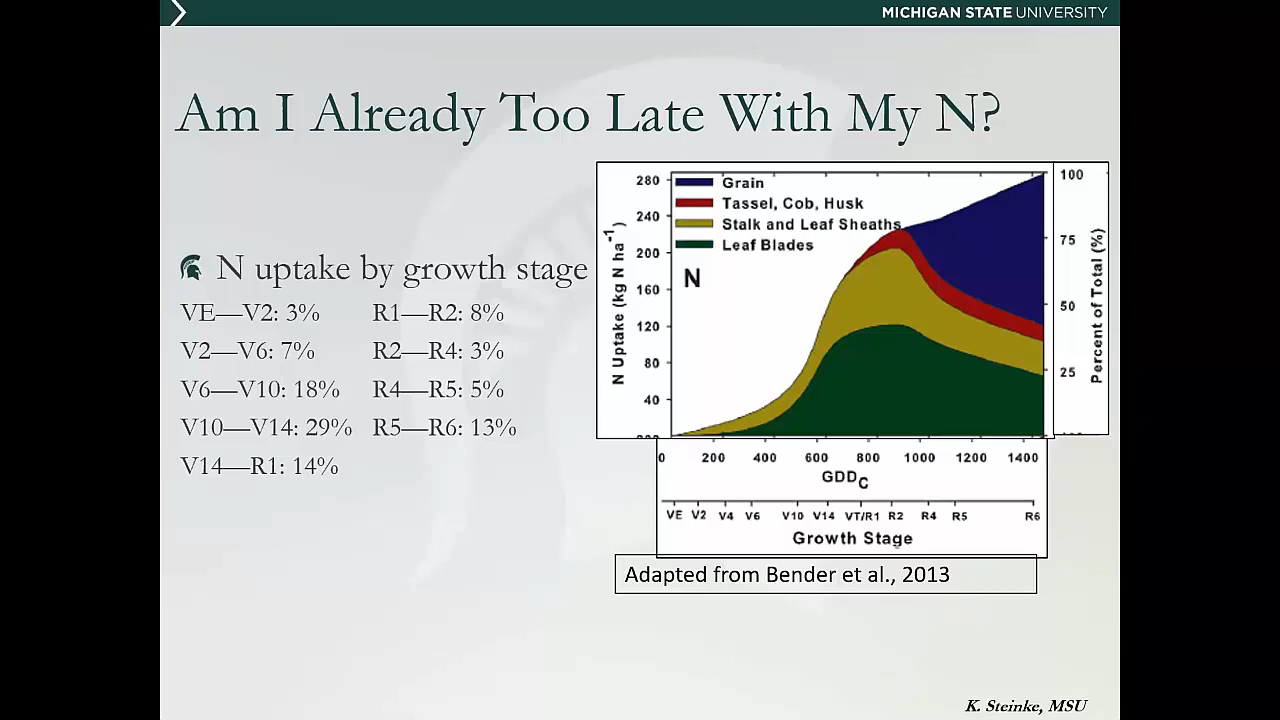 MICHIGAN STATE UNIVERSITY
Am I Already Too Late With My N?
N uptake by growth stage
VE—V2: 3%
V2—V6: 7%
V6—V10: 18%
V10—V14: 29%
V14—R1: 14%
R1—R2: 8%
R2—R4: 3%
R4—R5: 5%
R5—R6: 13%
Grain
Tassel, Cob, Husk
Stalk and Leaf Sheaths
Leaf Blades
N
N Uptake (kg N ha⁻¹)
280
240
200
160
120
80
40
100
75
50
25
Percent of Total (%)
0 200 400 600 800 1000 1200 1400
GDDC
VE V2 V4 V6 V10 V14 VT/R1 R2 R4 R5 R6
Growth Stage
Adapted from Bender et al., 2013
K. Steinke, MSU